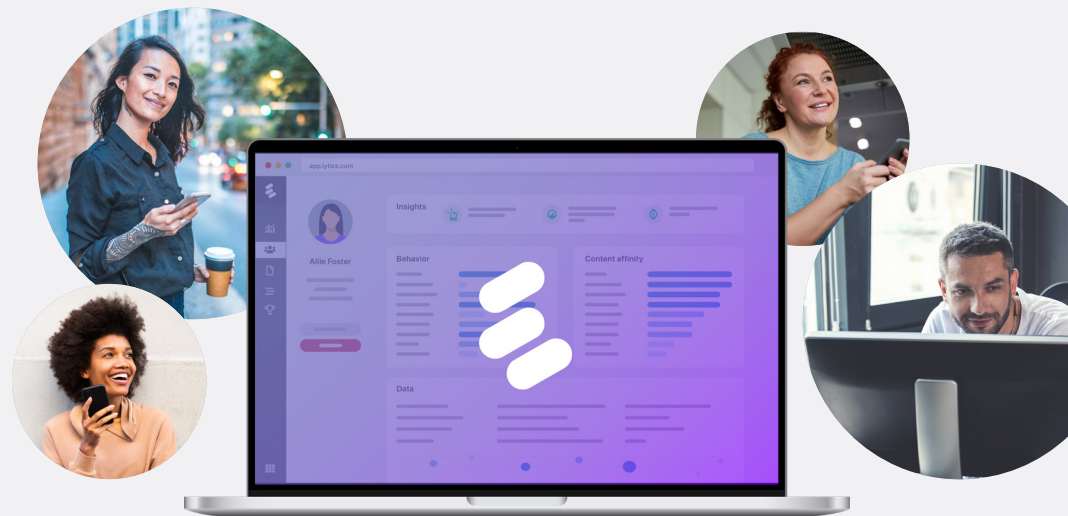 app.lytics.com
Insights
Allie Foster
Behavior
Content affinity
Data